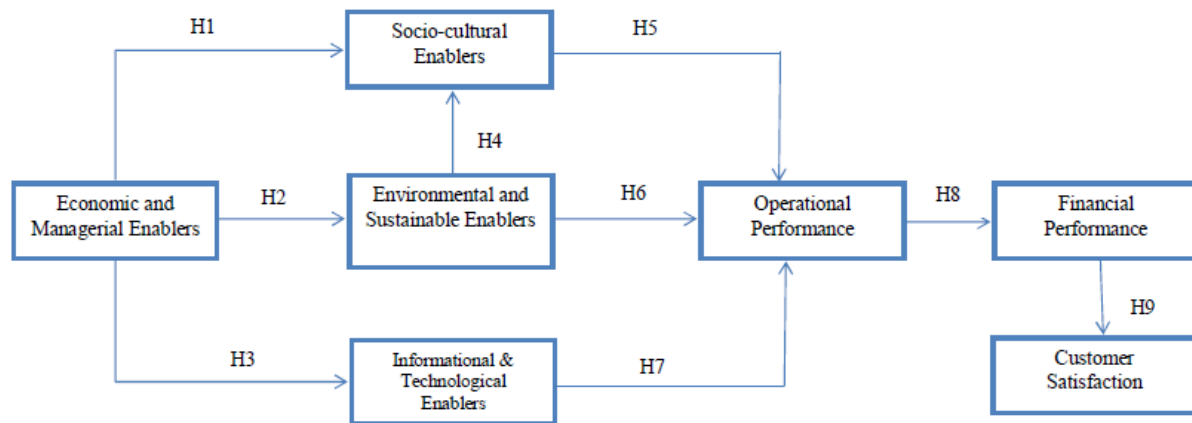 H1
Socio-cultural
Enablers
H5
H4
Economic and
Managerial Enablers
H2
Environmental and
Sustainable Enablers
H6
Operational
Performance
H8
Financial
Performance
H9
H3
Informational &
Technological
Enablers
H7
Customer
Satisfaction